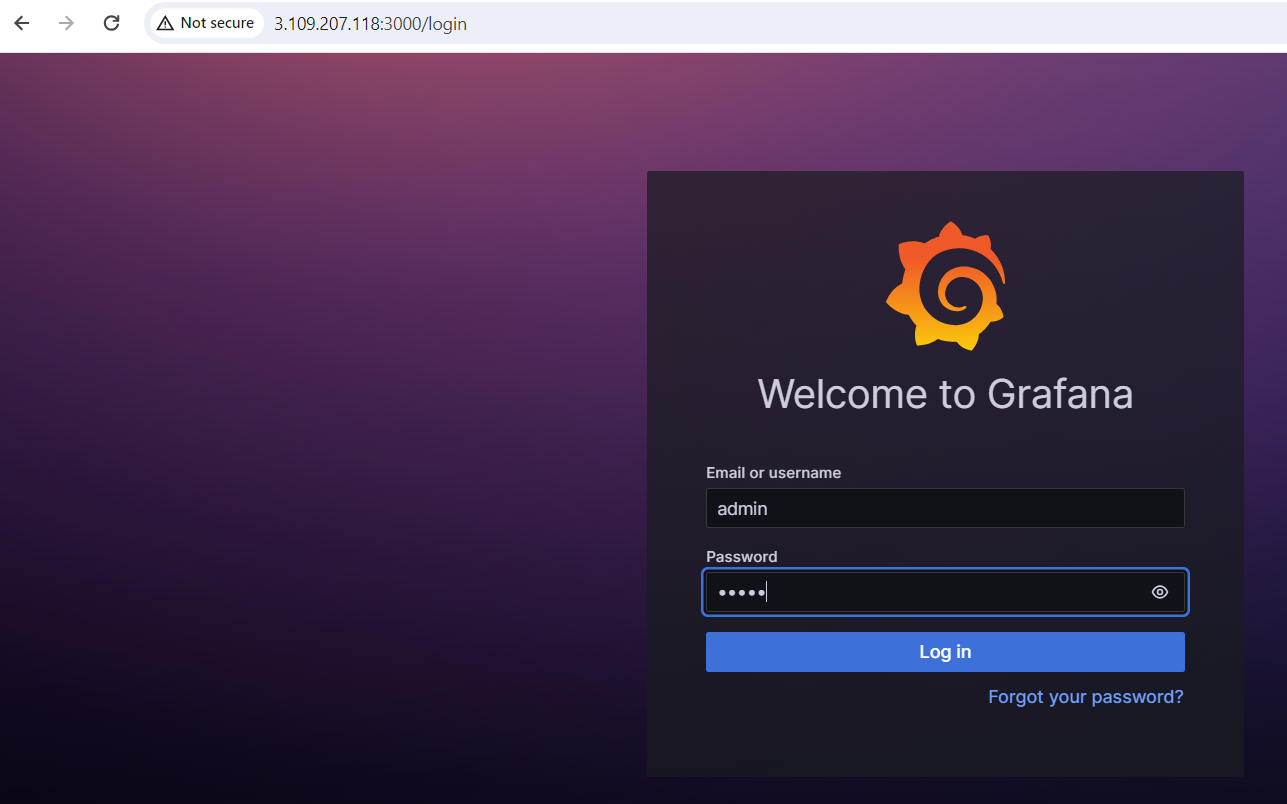 Not secure 3.109.207.118:3000/login
Welcome to Grafana
Email or username
admin
Password
•••••
Log in
Forgot your password?